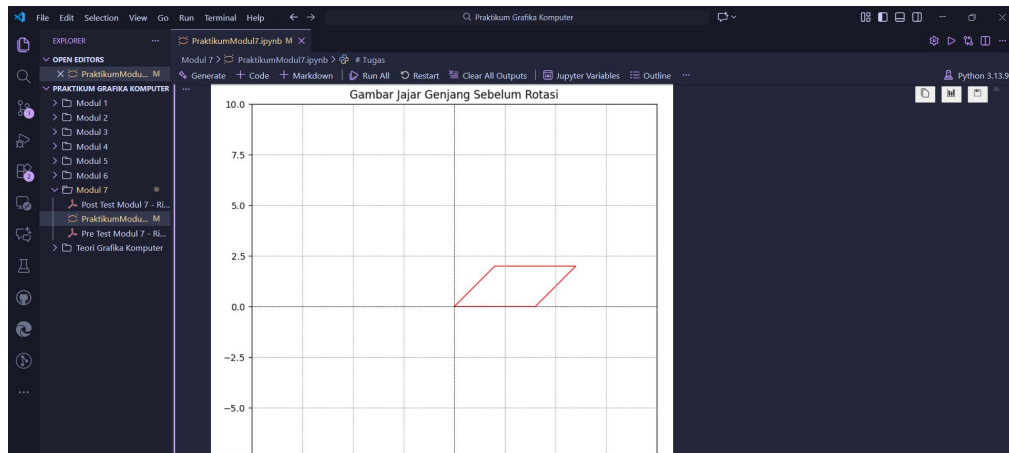 File Edit Selection View Go Run Terminal Help
Praktikum Grafika Komputer
EXPLORER
OPEN EDITORS
PraktikumModu... M
PRAKTIKUM GRAFIKA KOMPUTER
Modul 1
Modul 2
Modul 3
Modul 4
Modul 5
Modul 6
Modul 7
Post Test Modul 7 - Ri...
PraktikumModu... M
Pre Test Modul 7 - Ri...
Teori Grafika Komputer
PraktikumModul7.ipynb M
Modul 7 > PraktikumModul7.ipynb > # Tugas
Generate + Code + Markdown | Run All Restart Clear All Outputs | Jupyter Variables Outline ...
Python 3.13.9
Gambar Jajar Genjang Sebelum Rotasi
10.0
7.5
5.0
2.5
0.0
−2.5
−5.0
1
2